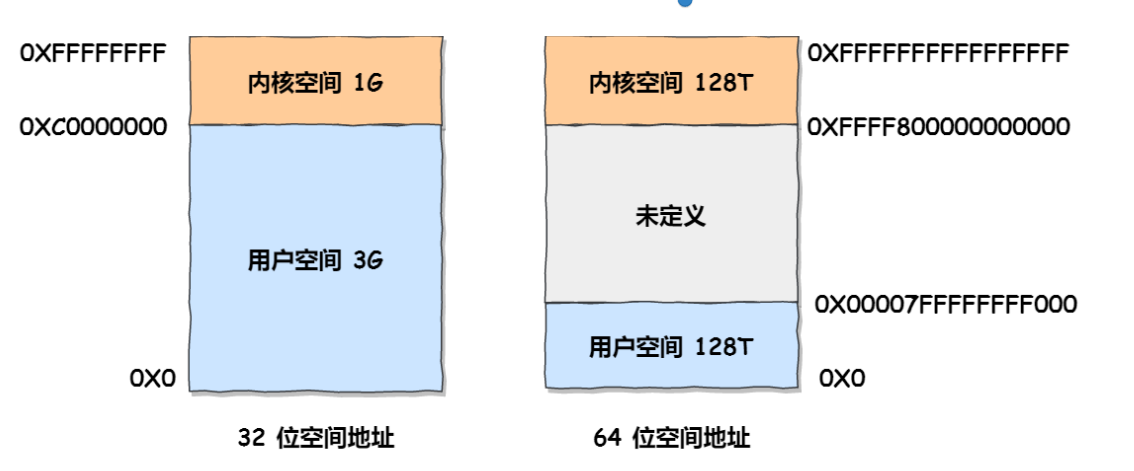 0XFFFFFFFF
内核空间 1G
0XC0000000
用户空间 3G
0X0
32 位空间地址
内核空间 128T
0XFFFFFFFFFFFFFFFF
0XFFFF800000000000
未定义
0X00007FFFFFFFF000
用户空间 128T
0X0
64 位空间地址